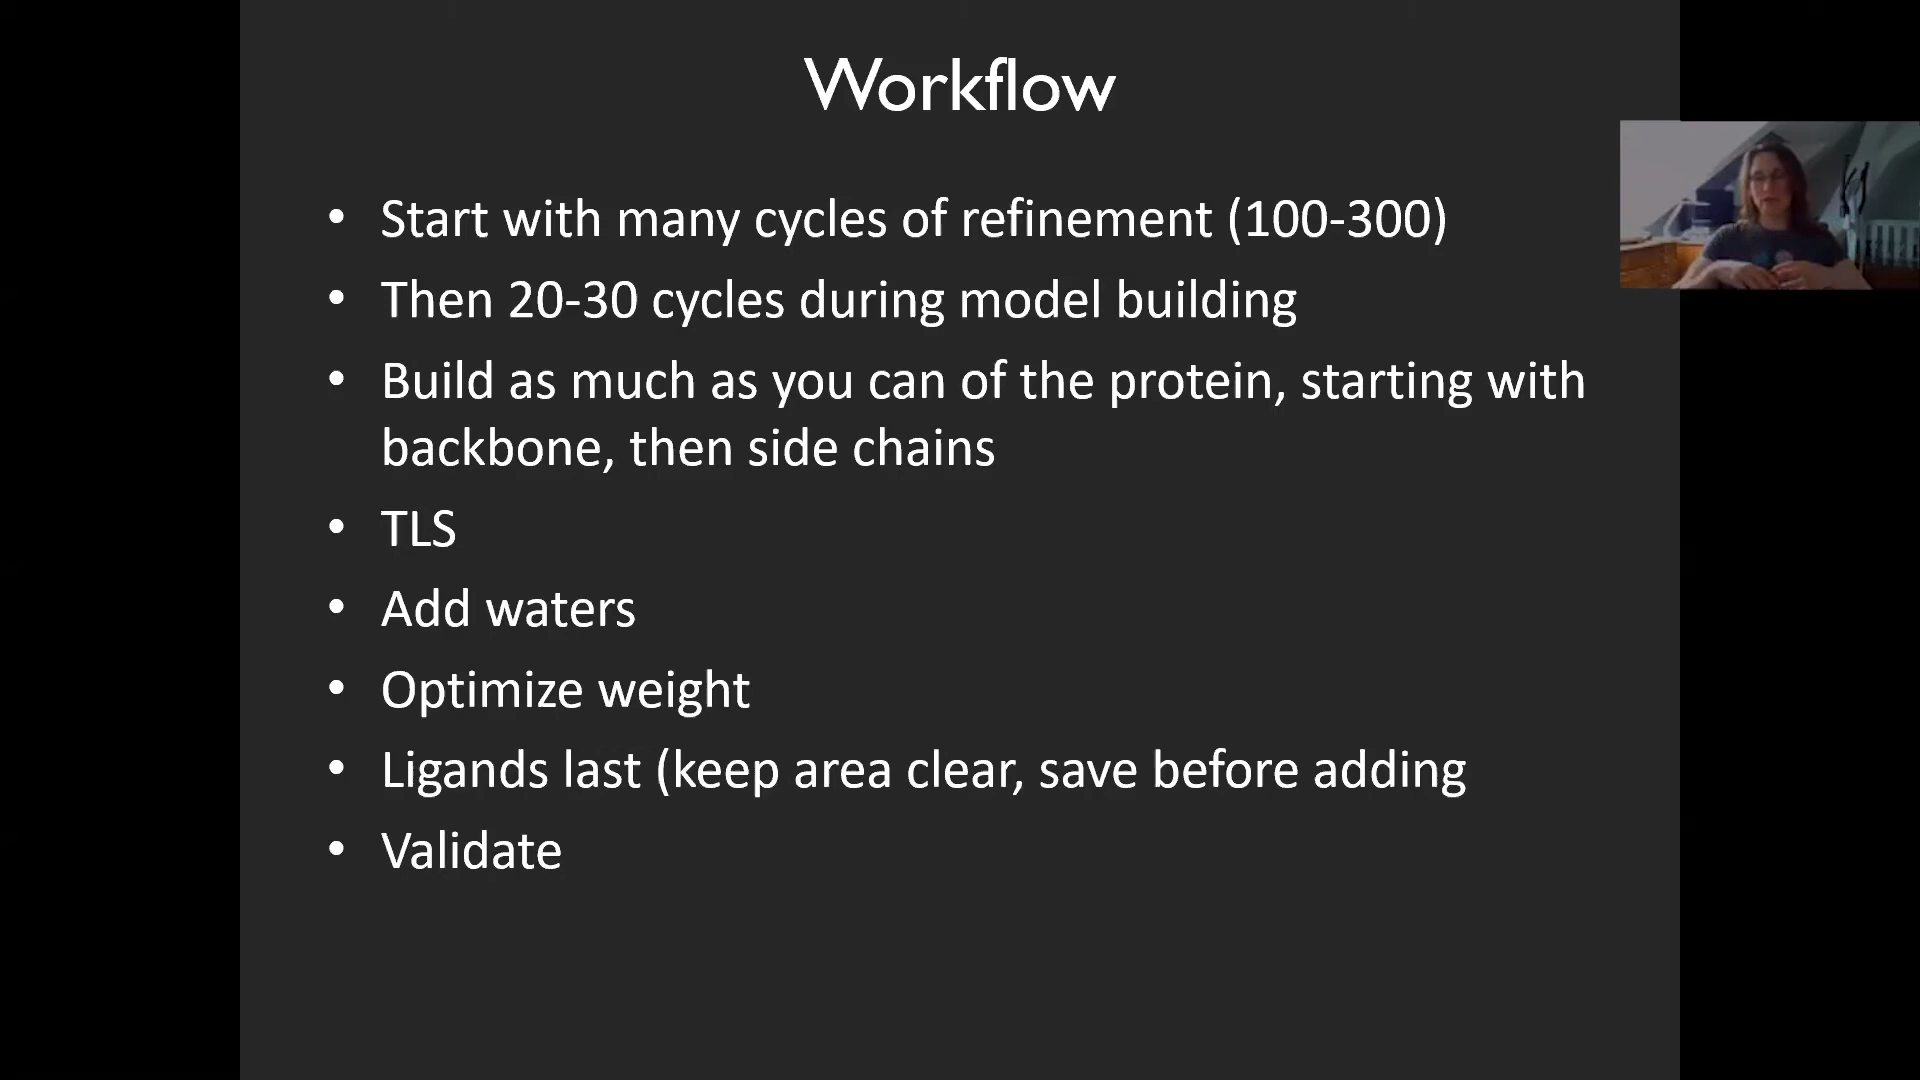 Workflow
• Start with many cycles of refinement (100-300)
• Then 20-30 cycles during model building
• Build as much as you can of the protein, starting with
backbone, then side chains
• TLS
• Add waters
• Optimize weight
• Ligands last (keep area clear, save before adding
• Validate